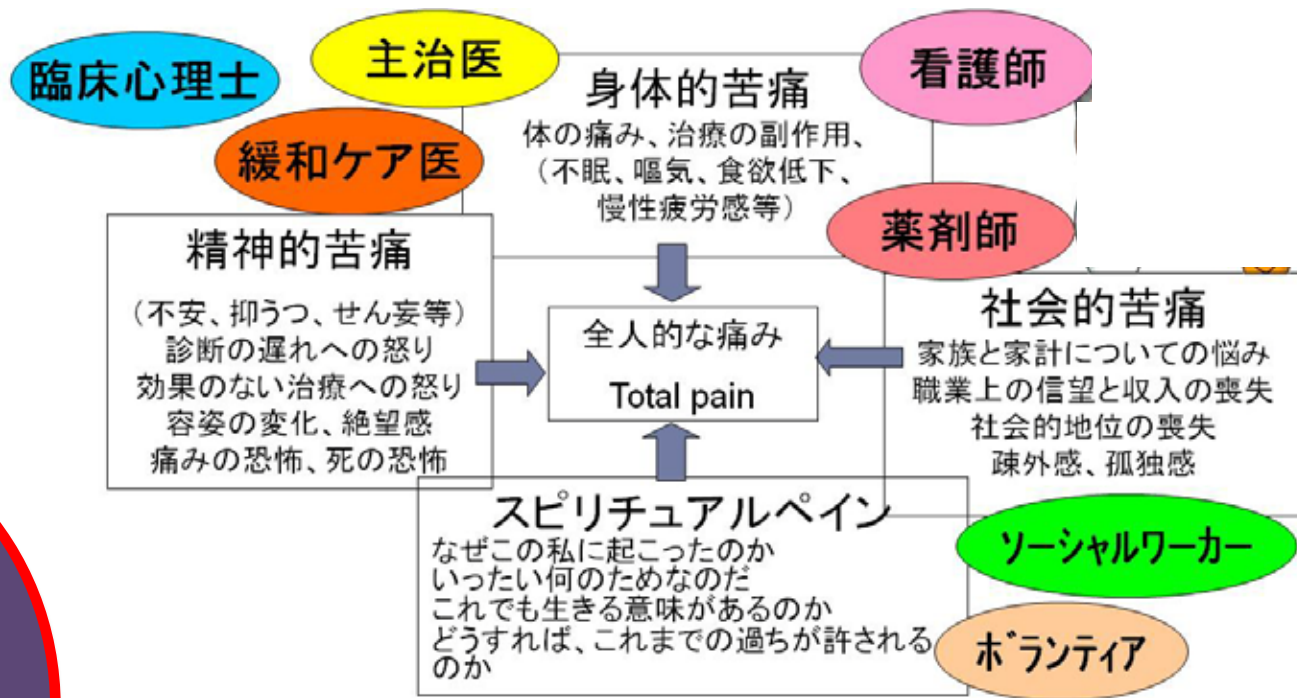 臨床心理士
主治医
看護師
緩和ケア医
薬剤師
身体的苦痛
体の痛み、治療の副作用、
(不眠、嘔気、食欲低下、
慢性疲労感等)
精神的苦痛
(不安、抑うつ、せん妄等)
診断の遅れへの怒り
効果のない治療への怒り
容姿の変化、絶望感
痛みの恐怖、死の恐怖
全人的な痛み
Total pain
社会的苦痛
家族と家計についての悩み
職業上の信望と収入の喪失
社会的地位の喪失
疎外感、孤独感
スピリチュアルペイン
なぜこの私に起こったのか
いったい何のためなのだ
これでも生きる意味があるのか
どうすれば、これまでの過ちが許される
のか
ソーシャルワーカー
ボランティア